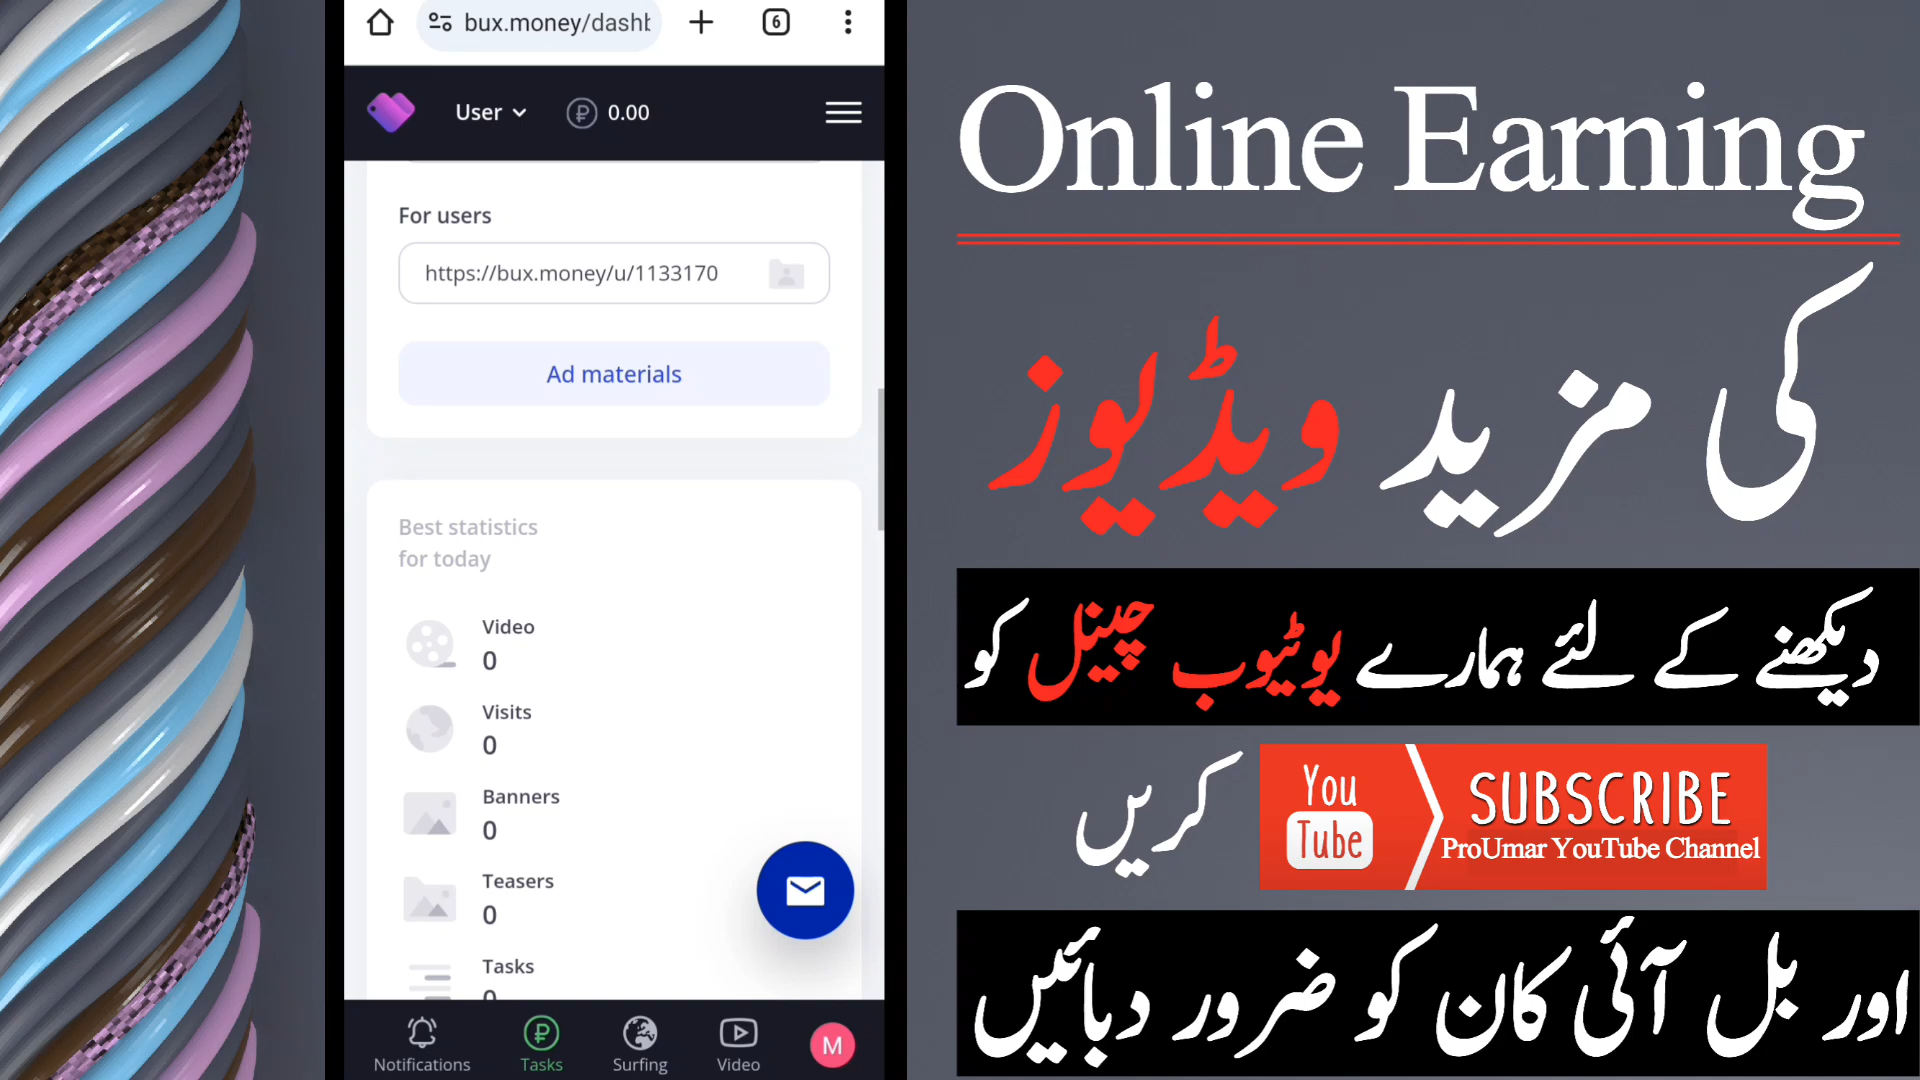 bux.money/dashb
6
User
0.00
For users
https://bux.money/u/1133170
Ad materials
Best statistics
for today
Video
0
Visits
0
Banners
0
Teasers
0
Tasks
0
Notifications
Tasks
Surfing
Video
M
Online Earning
کی مزید ویڈیوز
دیکھنے کے لئے ہمارے یوٹیوب چینل کو
You
Tube
SUBSCRIBE
ProUmar YouTube Channel
کریں
اور بل آئی کان کو ضرور دبائیں